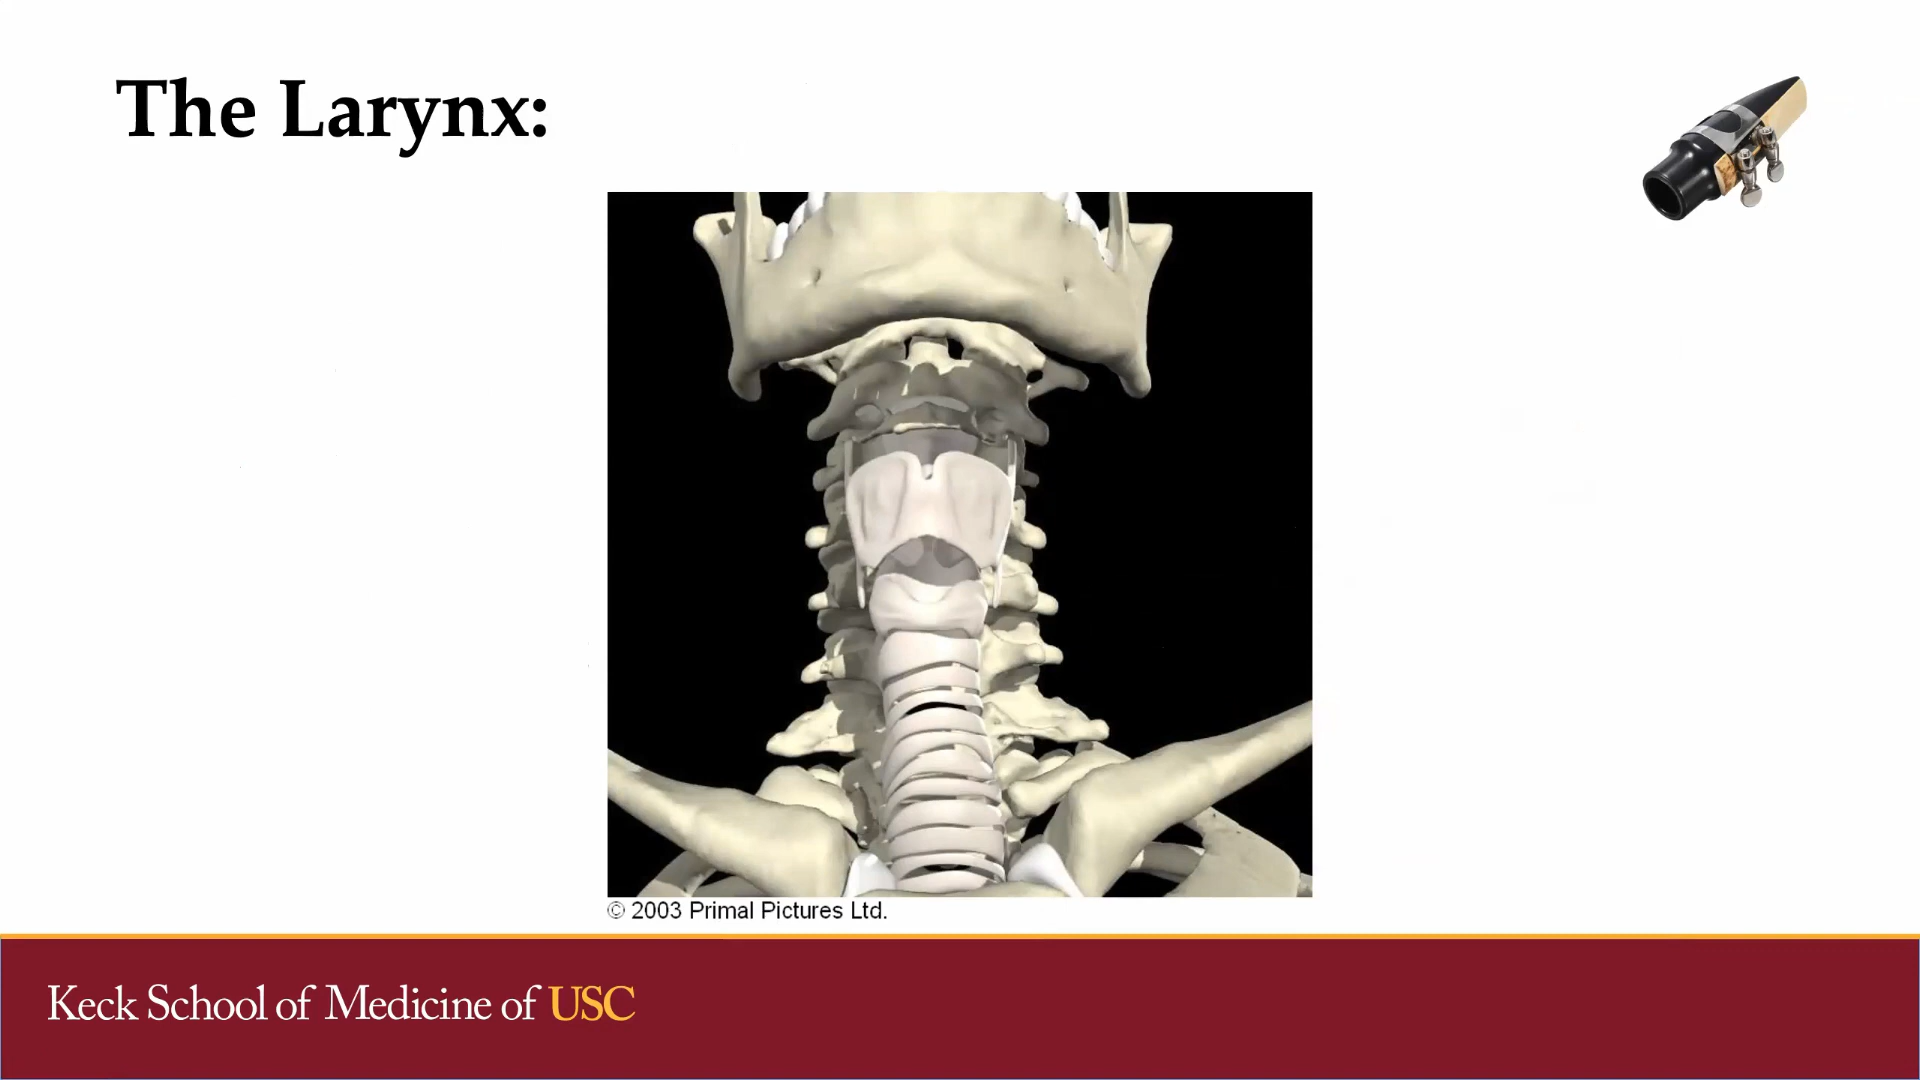 The Larynx:
© 2003 Primal Pictures Ltd.
Keck School of Medicine of USC